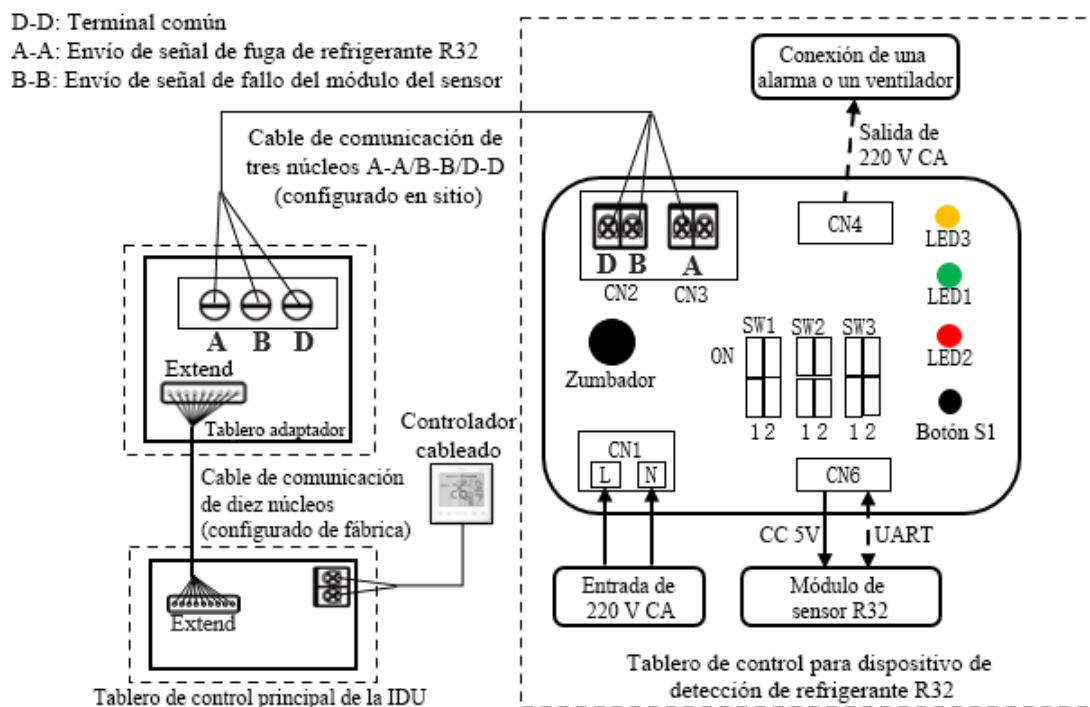 D-D: Terminal común
A-A: Envío de señal de fuga de refrigerante R32
B-B: Envío de señal de fallo del módulo del sensor
Cable de comunicación de
tres núcleos A-A/B-B/D-D
(configurado en sitio)
Conexión de una
alarma o un ventilador
Salida de
220 V CA
CN4
LED3
D B A
CN2 CN3
LED1
SW1 SW2 SW3
ON
LED2
Zumbador
1 2 1 2 1 2
Botón S1
CN1
L N
CN6
CC 5V
UART
Entrada de
220 V CA
Módulo de
sensor R32
Tablero de control para dispositivo de
detección de refrigerante R32
A B D
Extend
Tablero adaptador
Controlador
cableado
Cable de comunicación
de diez núcleos
(configurado de fábrica)
Extend
Tablero de control principal de la IDU